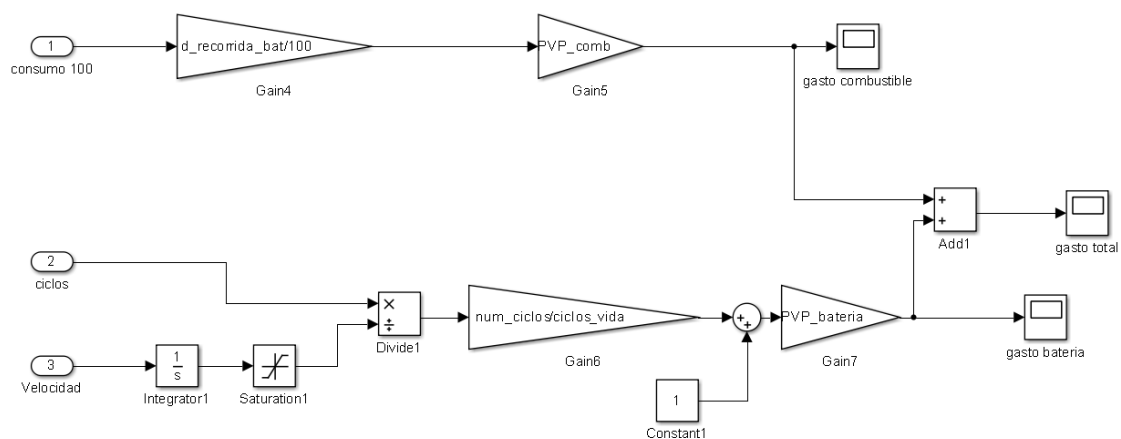 1
consumo 100
d_recorrida_bat/100
Gain4
PVP_comb
Gain5
gasto combustible
+
+
Add1
gasto total
2
ciclos
×
÷
Divide1
num_ciclos/ciclos_vida
Gain6
+
+
PVP_bateria
Gain7
gasto bateria
3
Velocidad
1
s
Integrator1
Saturation1
1
Constant1